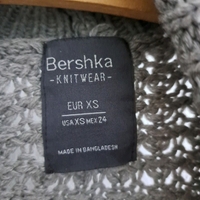 Bershka
-KNITWEAR-
EUR XS
USA XS MEX 24
MADE IN BANGLADESH